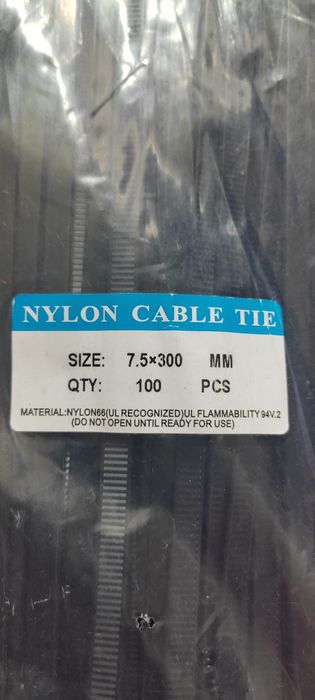 NYLON CABLE TIE
SIZE: 7.5×300 MM
QTY: 100 PCS
MATERIAL:NYLON66(UL RECOGNIZED)UL FLAMMABILITY 94V.2
(DO NOT OPEN UNTIL READY FOR USE)